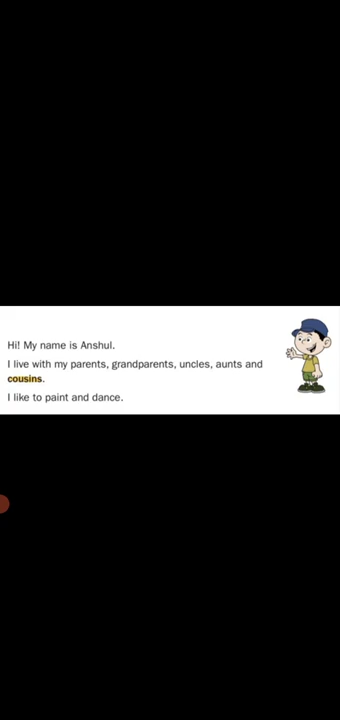 Hi! My name is Anshul.
I live with my parents, grandparents, uncles, aunts and
cousins.
I like to paint and dance.